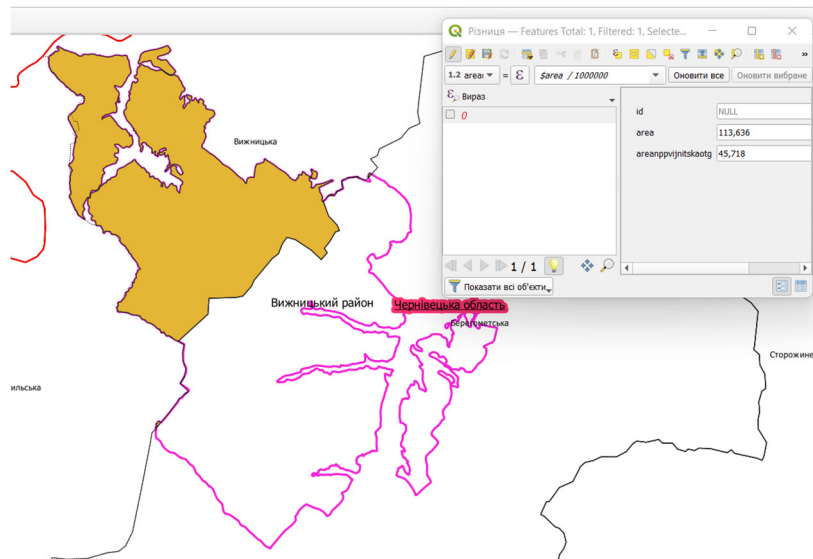 Різниця — Features Total: 1, Filtered: 1, Selecte...
1.2 area = ε $area / 1000000 Оновити все Оновити вибране
Вираз
0
id NULL
area 113,636
areanppvijnitskaotg 45,718
1 / 1
Показати всі об'єкти
Вижницька
Вижницький район Чернівецька область
Берегометська
Сторожине
ильська